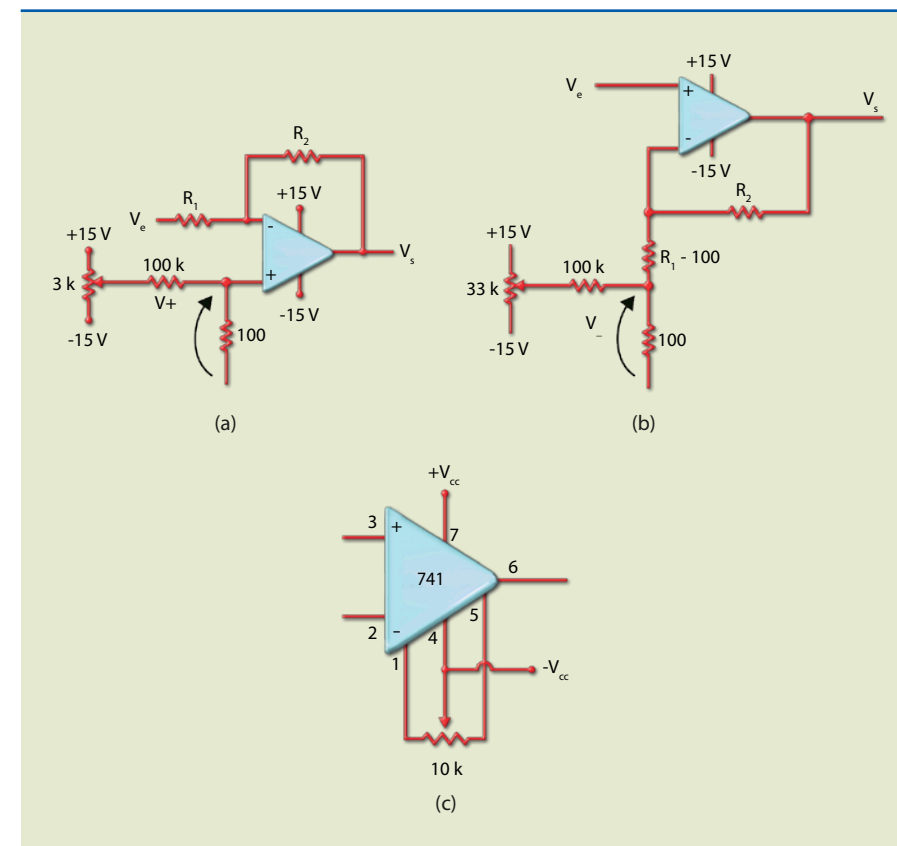 R2
+15 V
R1
-
Ve
+15 V
Vs
100 k
3 k
+
V+
-15 V
100
-15 V
(a)
+15 V
Ve
+
Vs
-
-15 V
R2
+15 V
R1 - 100
100 k
33 k
V-
100
-15 V
(b)
+Vcc
3
+
7
741
6
5
2
-
4
1
-Vcc
10 k
(c)